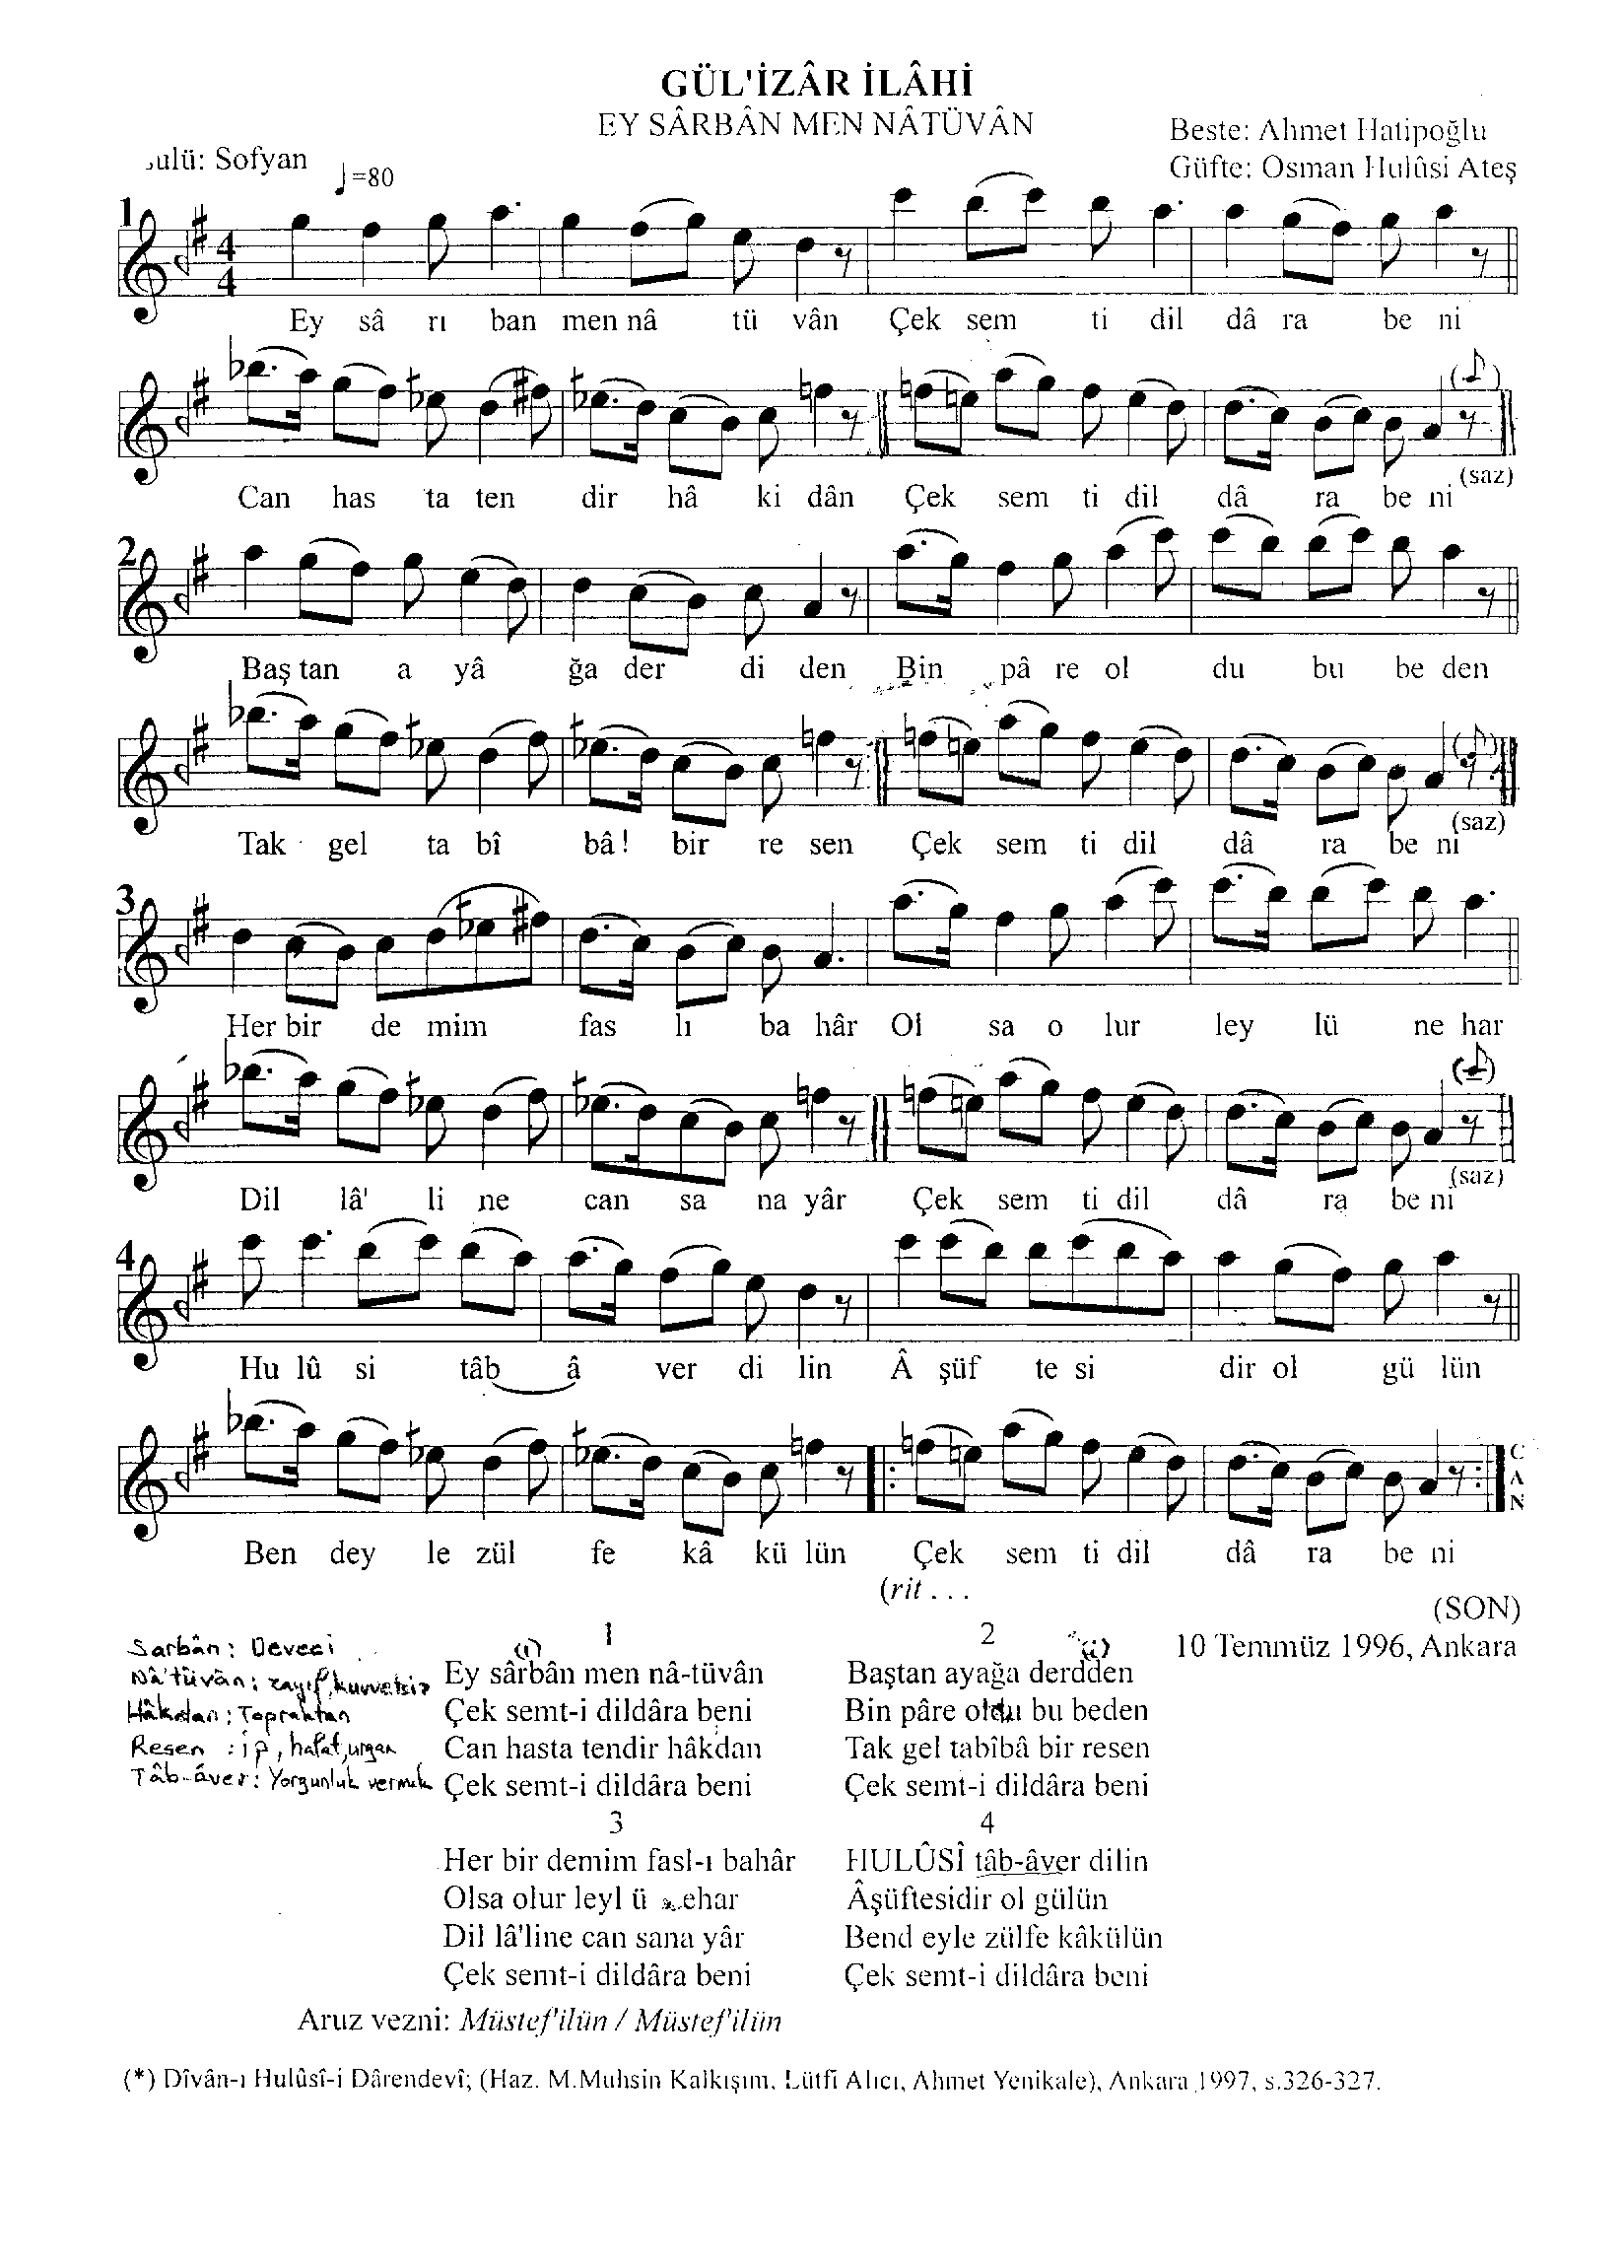 GÜL'İZÂR İLÂHİ
EY SÂRBÂN MEN NÂTÜVÂN
Beste: Ahmet Hatipoğlu
sulü: Sofyan
Güfte: Osman Hulûsi Ateş
♩=80
1
4
4
Ey sâ rı ban men nâ tü vân Çek sem ti dil dâ ra be ni
Can has ta ten dir hâ ki dân Çek sem ti dil dâ ra be ni (saz)
2
Baş tan a yâ ğa der di den Bin pâ re ol du bu be den
Tak gel ta bî bâ! bir re sen Çek sem ti dil dâ ra be ni (saz)
3
Her bir de mim fas lı ba hâr Ol sa o lur ley lü ne har
Dil lâ' li ne can sa na yâr Çek sem ti dil dâ ra be ni (saz)
4
Hu lû si tâb â ver di lin Â şüf te si dir ol gü lün
CAN
Ben dey le zül fe kâ kü lün Çek sem ti dil dâ ra be ni
(rit . . .
(SON)
10 Temmüz 1996, Ankara
Sarbân: Deveci
Nâ'tüvân: zayıf, kuvvetsiz
Hâkdan: Topraktan
Resen : ip, halat, urgan
Tâb-âver: Yorgunluk vermek
1
(ı)
Ey sârbân men nâ-tüvân
Çek semt-i dildâra beni
Can hasta tendir hâkdan
Çek semt-i dildâra beni
2
(i)
Baştan ayağa derdden
Bin pâre oldu bu beden
Tak gel tabîbâ bir resen
Çek semt-i dildâra beni
3
Her bir demim fasl-ı bahâr
Olsa olur leyl ü nehar
Dil lâ'line can sana yâr
Çek semt-i dildâra beni
4
HULÛSÎ tâb-âver dilin
Âşüftesidir ol gülün
Bend eyle zülfe kâkülün
Çek semt-i dildâra beni
Aruz vezni: Müstef'ilün / Müstef'ilün
(*) Dîvân-ı Hulûsî-i Dârendevî; (Haz. M.Muhsin Kalkışım, Lütfi Alıcı, Ahmet Yenikale), Ankara 1997, s.326-327.